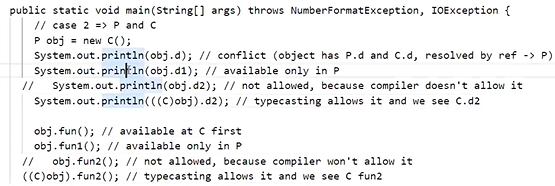 public static void main(String[] args) throws NumberFormatException, IOException {
// case 2 => P and C
P obj = new C();
System.out.println(obj.d); // conflict (object has P.d and C.d, resolved by ref -> P)
System.out.println(obj.d1); // available only in P
// System.out.println(obj.d2); // not allowed, because compiler doesn't allow it
System.out.println(((C)obj).d2); // typecasting allows it and we see C.d2
obj.fun(); // available at C first
obj.fun1(); // available only in P
// obj.fun2(); // not allowed, because compiler won't allow it
((C)obj).fun2(); // typecasting allows it and we see C fun2